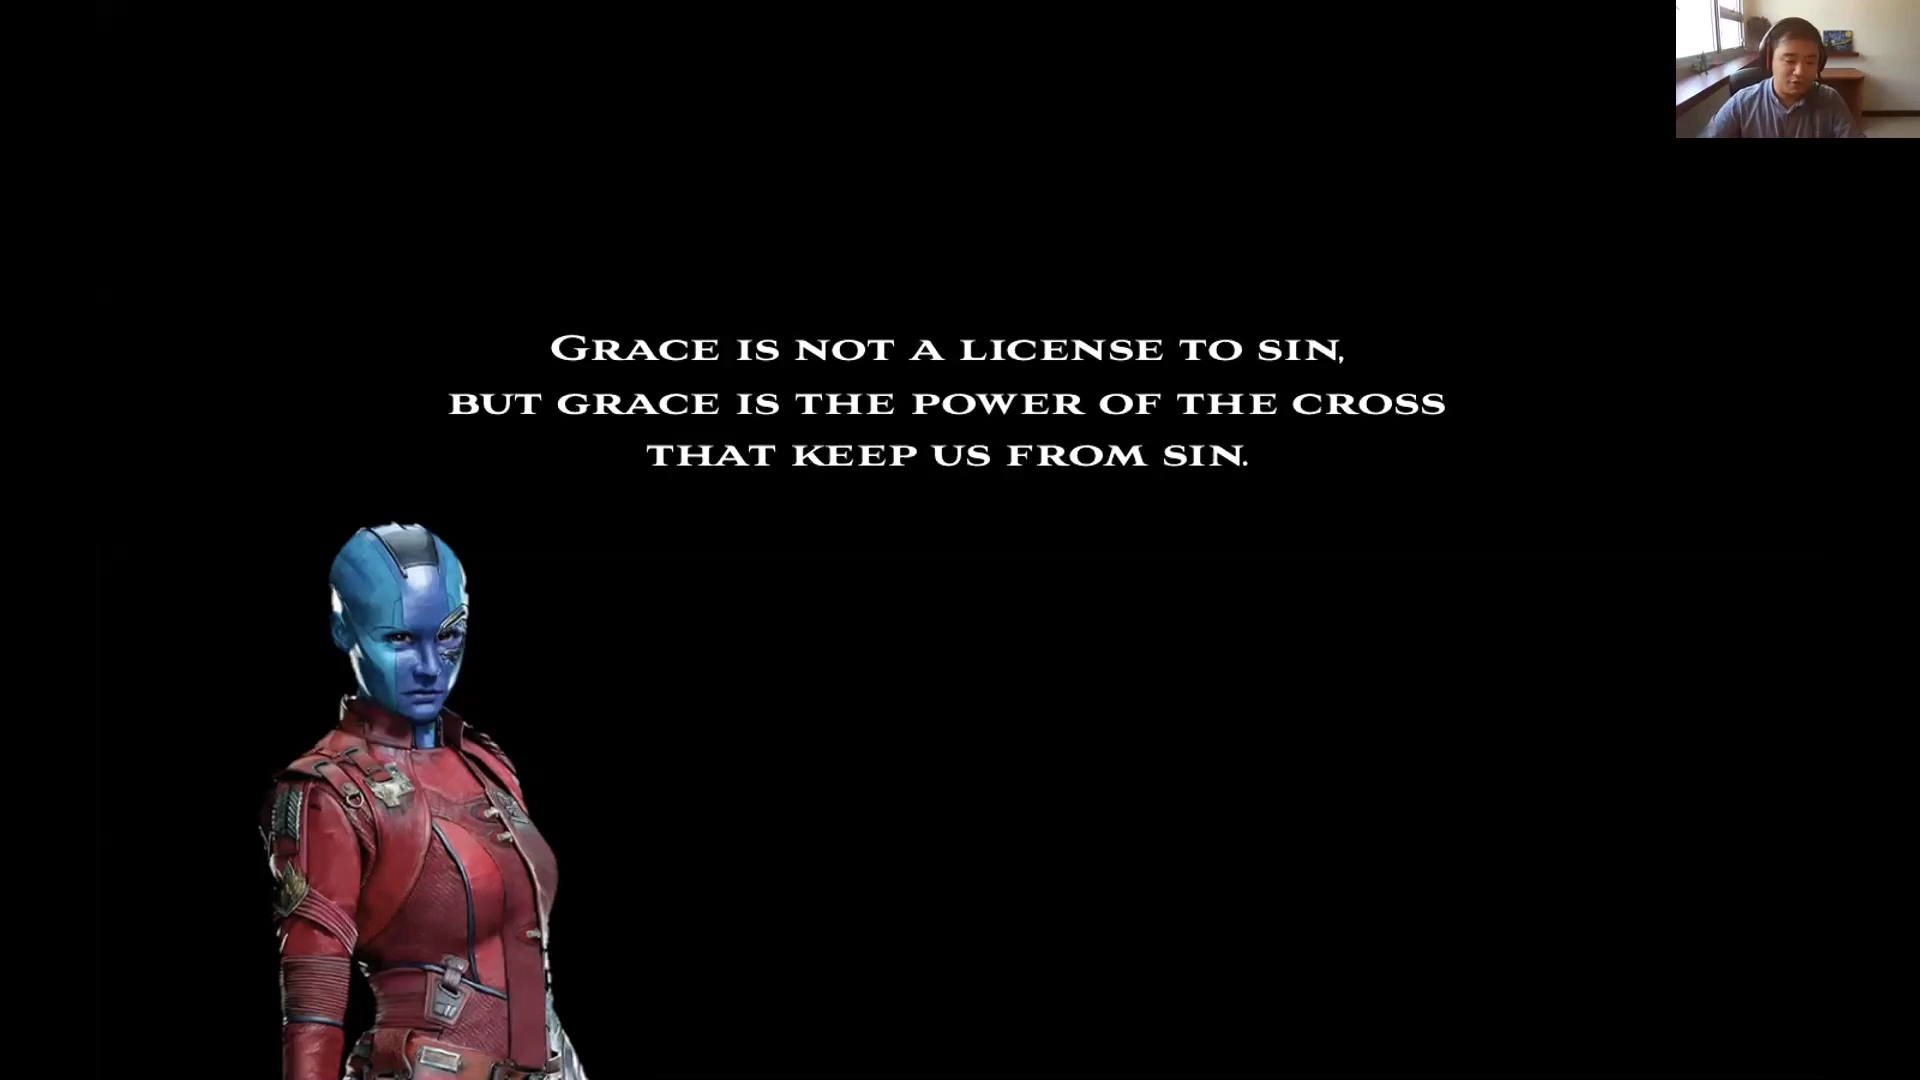 Grace is not a license to sin,
but grace is the power of the cross
that keep us from sin.